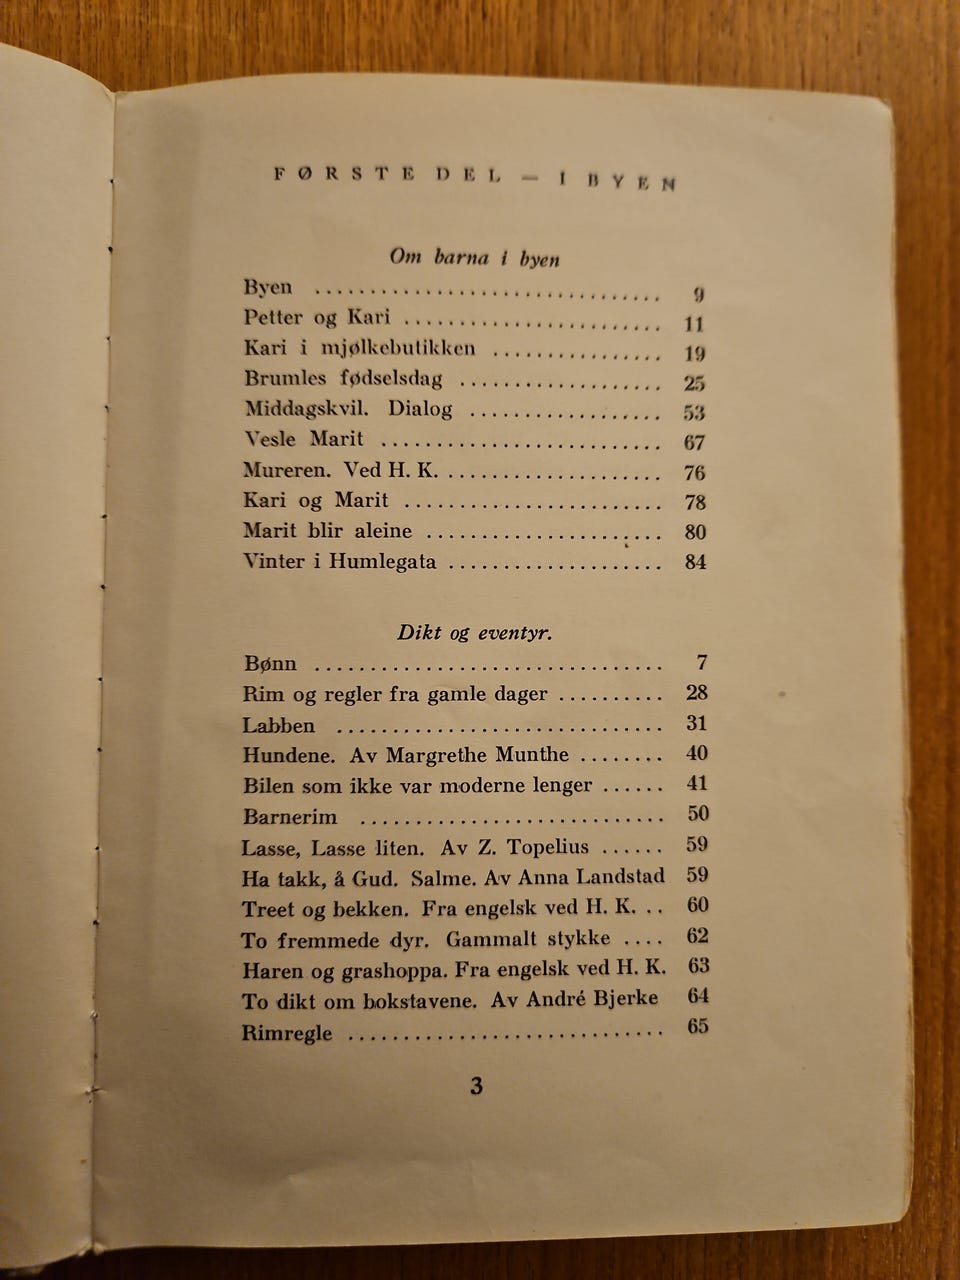 FØRSTE DEL — I BYEN
Om barna i byen
Byen ................................ 9
Petter og Kari ........................ 11
Kari i mjølkebutikken ................ 19
Brumles fødselsdag ................... 25
Middagskvil. Dialog .................. 53
Vesle Marit .......................... 67
Mureren. Ved H. K. .................... 76
Kari og Marit ........................ 78
Marit blir aleine ...................... 80
Vinter i Humlegata .................... 84
Dikt og eventyr.
Bønn ................................ 7
Rim og regler fra gamle dager .......... 28
Labben .............................. 31
Hundene. Av Margrethe Munthe ........ 40
Bilen som ikke var moderne lenger ...... 41
Barnerim ............................ 50
Lasse, Lasse liten. Av Z. Topelius ...... 59
Ha takk, å Gud. Salme. Av Anna Landstad 59
Treet og bekken. Fra engelsk ved H. K. .. 60
To fremmede dyr. Gammalt stykke .... 62
Haren og grashoppa. Fra engelsk ved H. K. 63
To dikt om bokstavene. Av André Bjerke 64
Rimregle ............................. 65
3